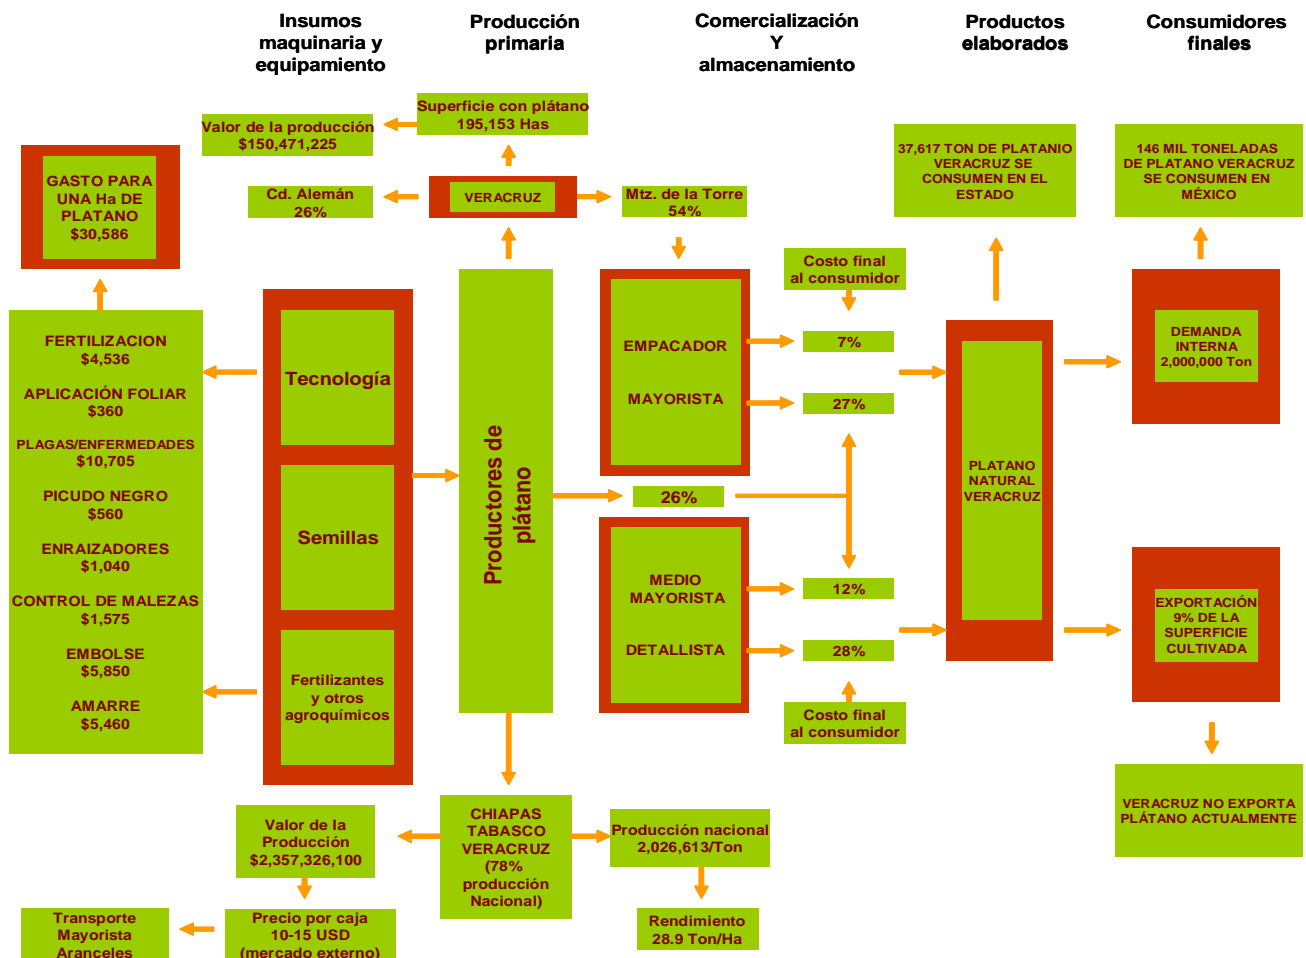 Insumos
maquinaria y
equipamiento
Producción
primaria
Comercialización
Y
almacenamiento
Productos
elaborados
Consumidores
finales
Superficie con plátano
195,153 Has
Valor de la producción
$150,471,225
37,617 TON DE PLATANIO
VERACRUZ SE
CONSUMEN EN EL
ESTADO
146 MIL TONELADAS
DE PLATANO VERACRUZ
SE CONSUMEN EN
MÉXICO
GASTO PARA
UNA Ha DE
PLATANO
$30,586
Cd. Alemán
26%
VERACRUZ
Mtz. de la Torre
54%
Costo final
al consumidor
FERTILIZACION
$4,536
APLICACIÓN FOLIAR
$360
PLAGAS/ENFERMEDADES
$10,705
PICUDO NEGRO
$560
ENRAIZADORES
$1,040
CONTROL DE MALEZAS
$1,575
EMBOLSE
$5,850
AMARRE
$5,460
Tecnología
Semillas
Fertilizantes
y otros
agroquímicos
Productores de
plátano
EMPACADOR
MAYORISTA
7%
27%
26%
MEDIO
MAYORISTA
DETALLISTA
12%
28%
Costo final
al consumidor
PLATANO
NATURAL
VERACRUZ
DEMANDA
INTERNA
2,000,000 Ton
EXPORTACIÓN
9% DE LA
SUPERFICIE
CULTIVADA
VERACRUZ NO EXPORTA
PLÁTANO ACTUALMENTE
Valor de la
Producción
$2,357,326,100
CHIAPAS
TABASCO
VERACRUZ
(78%
producción
Nacional)
Producción nacional
2,026,613/Ton
Rendimiento
28.9 Ton/Ha
Precio por caja
10-15 USD
(mercado externo)
Transporte
Mayorista
Aranceles